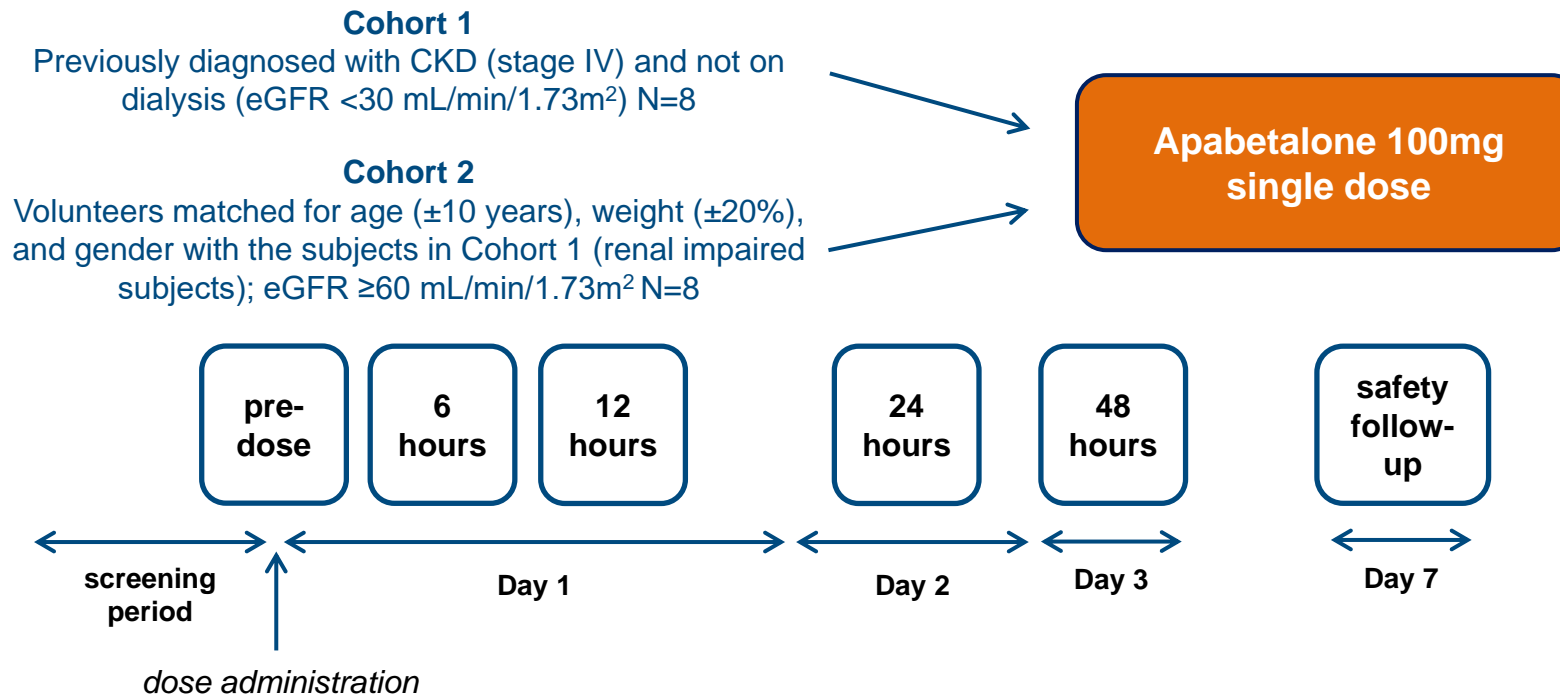 Cohort 1
Previously diagnosed with CKD (stage IV) and not on
dialysis (eGFR <30 mL/min/1.73m²) N=8
Cohort 2
Volunteers matched for age (±10 years), weight (±20%),
and gender with the subjects in Cohort 1 (renal impaired
subjects); eGFR ≥60 mL/min/1.73m² N=8
Apabetalone 100mg
single dose
pre-
dose
6
hours
12
hours
24
hours
48
hours
safety
follow-
up
screening
period
Day 1
Day 2
Day 3
Day 7
dose administration